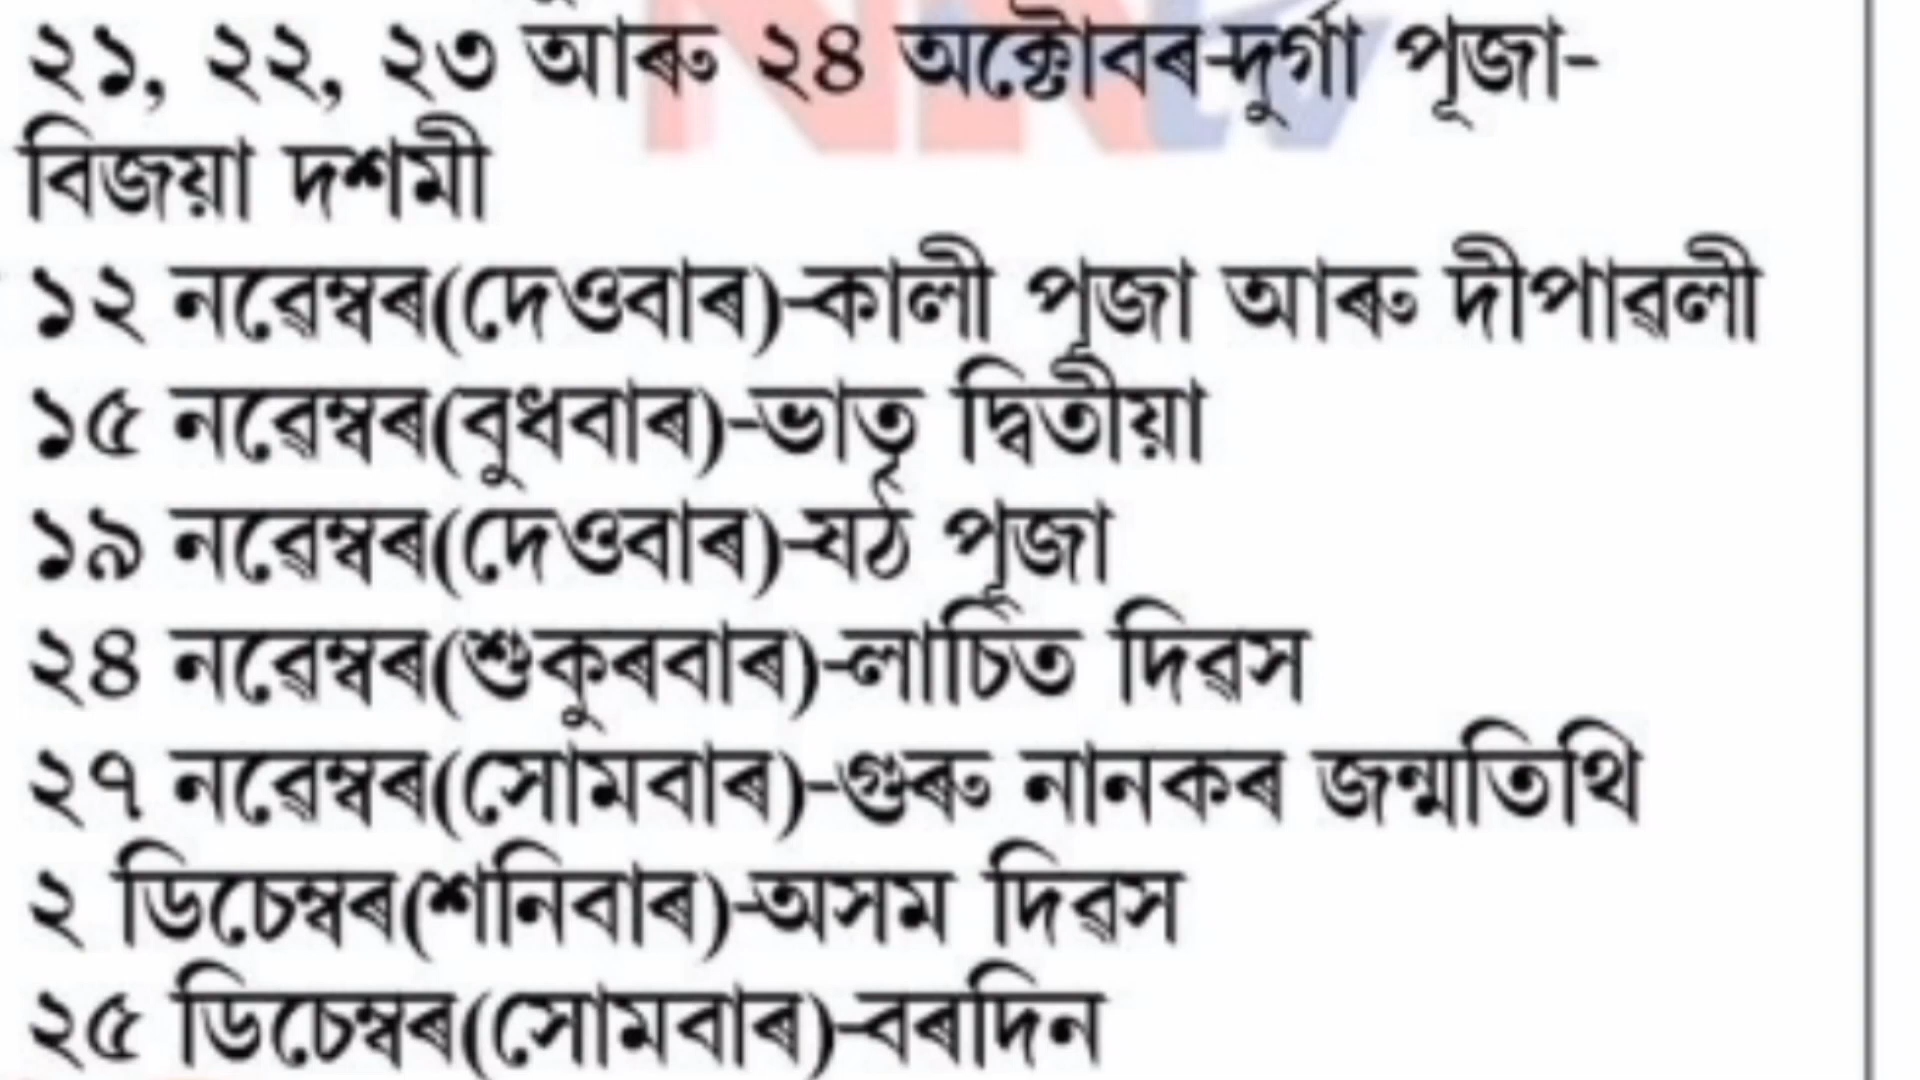 ২১, ২২, ২৩ আৰু ২৪ অক্টোবৰ-দুৰ্গা পূজা-
বিজয়া দশমী
১২ নৱেম্বৰ(দেওবাৰ)-কালী পূজা আৰু দীপাৱলী
১৫ নৱেম্বৰ(বুধবাৰ)-ভাতৃ দ্বিতীয়া
১৯ নৱেম্বৰ(দেওবাৰ)-ষঠ পূজা
২৪ নৱেম্বৰ(শুকুৰবাৰ)-লাচিত দিৱস
২৭ নৱেম্বৰ(সোমবাৰ)-গুৰু নানকৰ জন্মতিথি
২ ডিচেম্বৰ(শনিবাৰ)-অসম দিৱস
২৫ ডিচেম্বৰ(সোমবাৰ)-বৰদিন